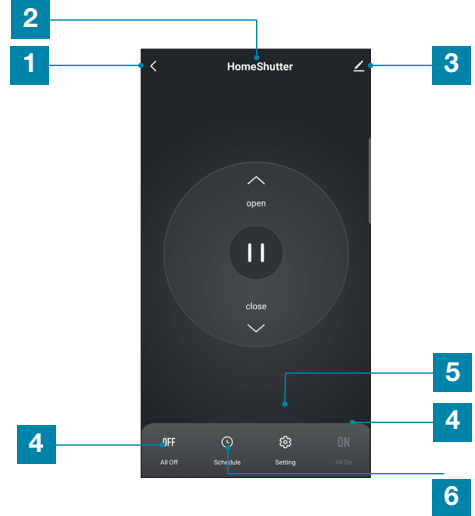 2
1
HomeShutter
3
open
close
5
4
4
OFF
ON
All Off
Schedule
Setting
All On
6